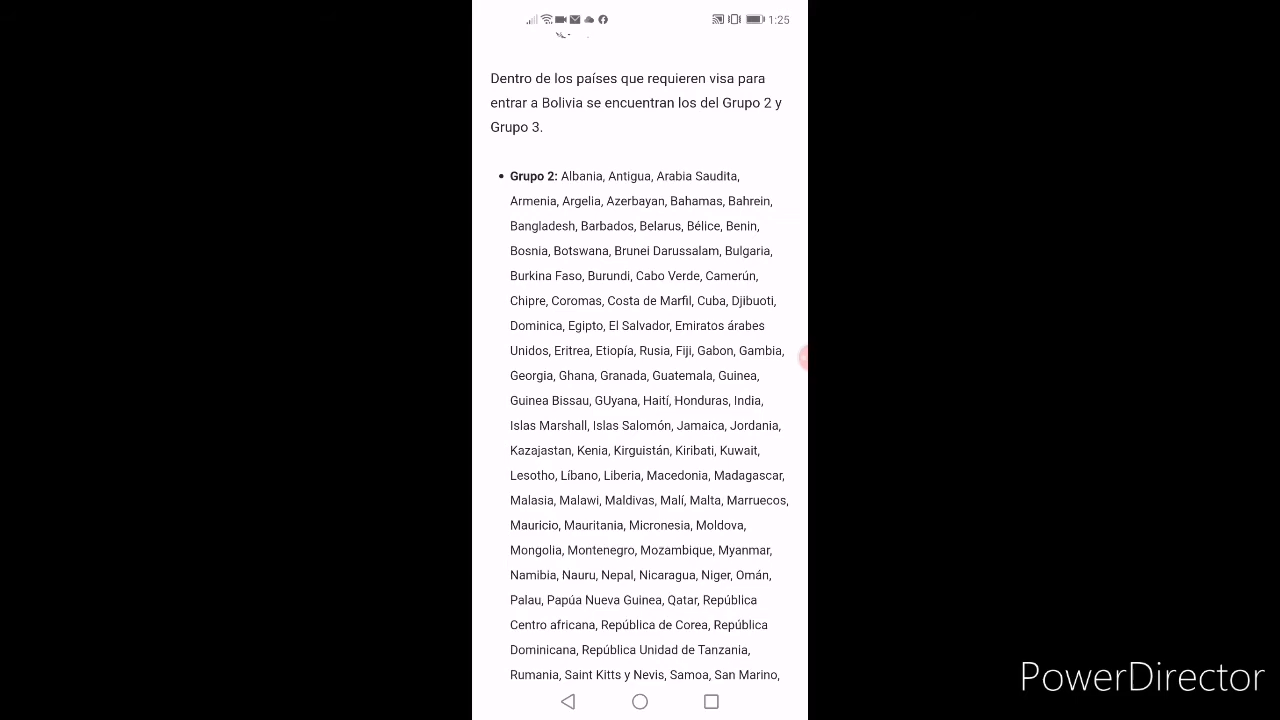 1:25
Dentro de los países que requieren visa para
entrar a Bolivia se encuentran los del Grupo 2 y
Grupo 3.
• Grupo 2: Albania, Antigua, Arabia Saudita,
Armenia, Argelia, Azerbayan, Bahamas, Bahrein,
Bangladesh, Barbados, Belarus, Bélice, Benin,
Bosnia, Botswana, Brunei Darussalam, Bulgaria,
Burkina Faso, Burundi, Cabo Verde, Camerún,
Chipre, Coromas, Costa de Marfil, Cuba, Djibuoti,
Dominica, Egipto, El Salvador, Emiratos árabes
Unidos, Eritrea, Etiopía, Rusia, Fiji, Gabon, Gambia,
Georgia, Ghana, Granada, Guatemala, Guinea,
Guinea Bissau, GUyana, Haití, Honduras, India,
Islas Marshall, Islas Salomón, Jamaica, Jordania,
Kazajastan, Kenia, Kirguistán, Kiribati, Kuwait,
Lesotho, Líbano, Liberia, Macedonia, Madagascar,
Malasia, Malawi, Maldivas, Malí, Malta, Marruecos,
Mauricio, Mauritania, Micronesia, Moldova,
Mongolia, Montenegro, Mozambique, Myanmar,
Namibia, Nauru, Nepal, Nicaragua, Niger, Omán,
Palau, Papúa Nueva Guinea, Qatar, República
Centro africana, República de Corea, República
Dominicana, República Unidad de Tanzania,
Rumania, Saint Kitts y Nevis, Samoa, San Marino,
PowerDirector